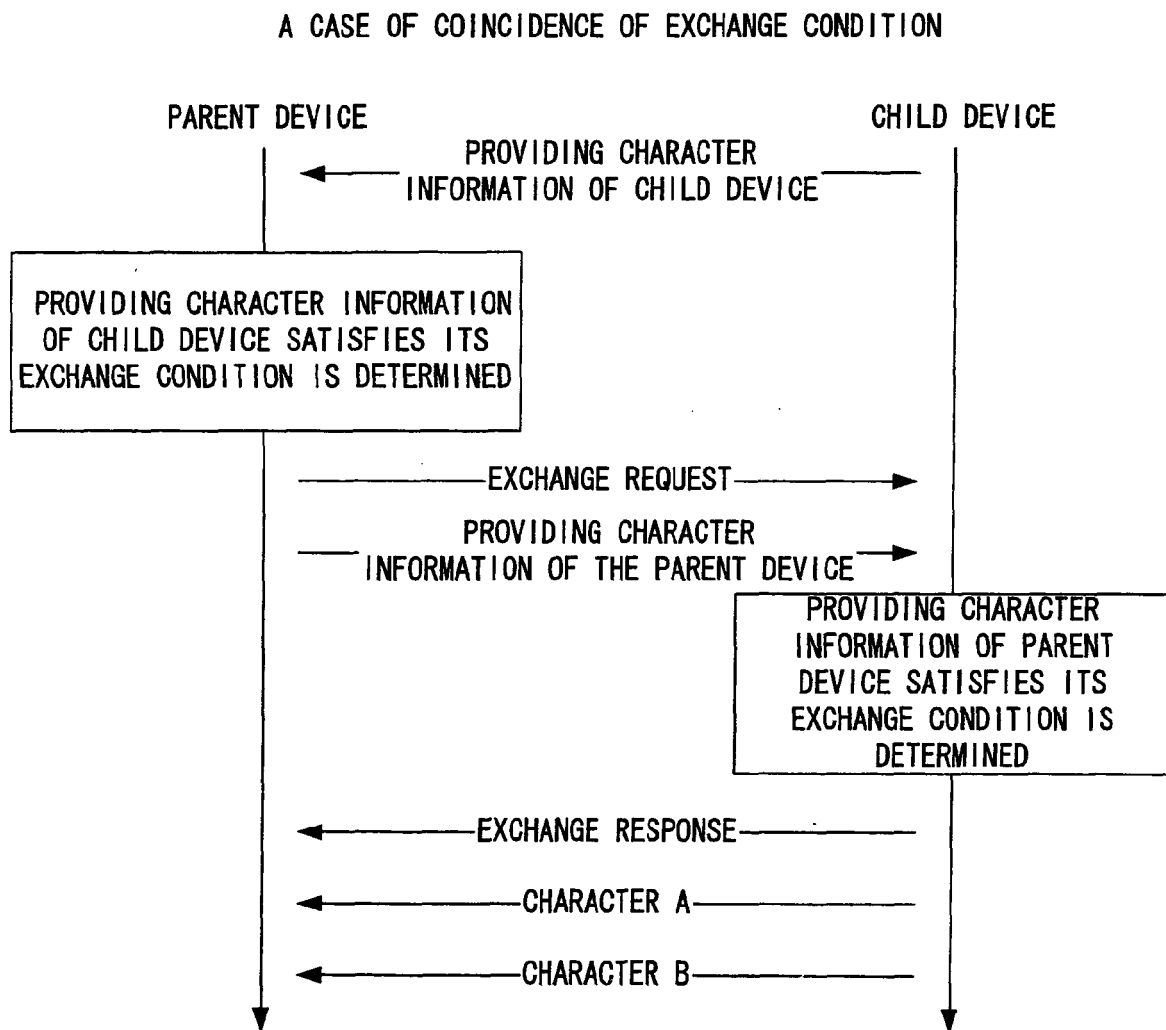 A CASE OF COINCIDENCE OF EXCHANGE CONDITION
PARENT DEVICE
CHILD DEVICE
PROVIDING CHARACTER
INFORMATION OF CHILD DEVICE
PROVIDING CHARACTER INFORMATION
OF CHILD DEVICE SATISFIES ITS
EXCHANGE CONDITION IS DETERMINED
EXCHANGE REQUEST
PROVIDING CHARACTER
INFORMATION OF THE PARENT DEVICE
PROVIDING CHARACTER
INFORMATION OF PARENT
DEVICE SATISFIES ITS
EXCHANGE CONDITION IS
DETERMINED
EXCHANGE RESPONSE
CHARACTER A
CHARACTER B